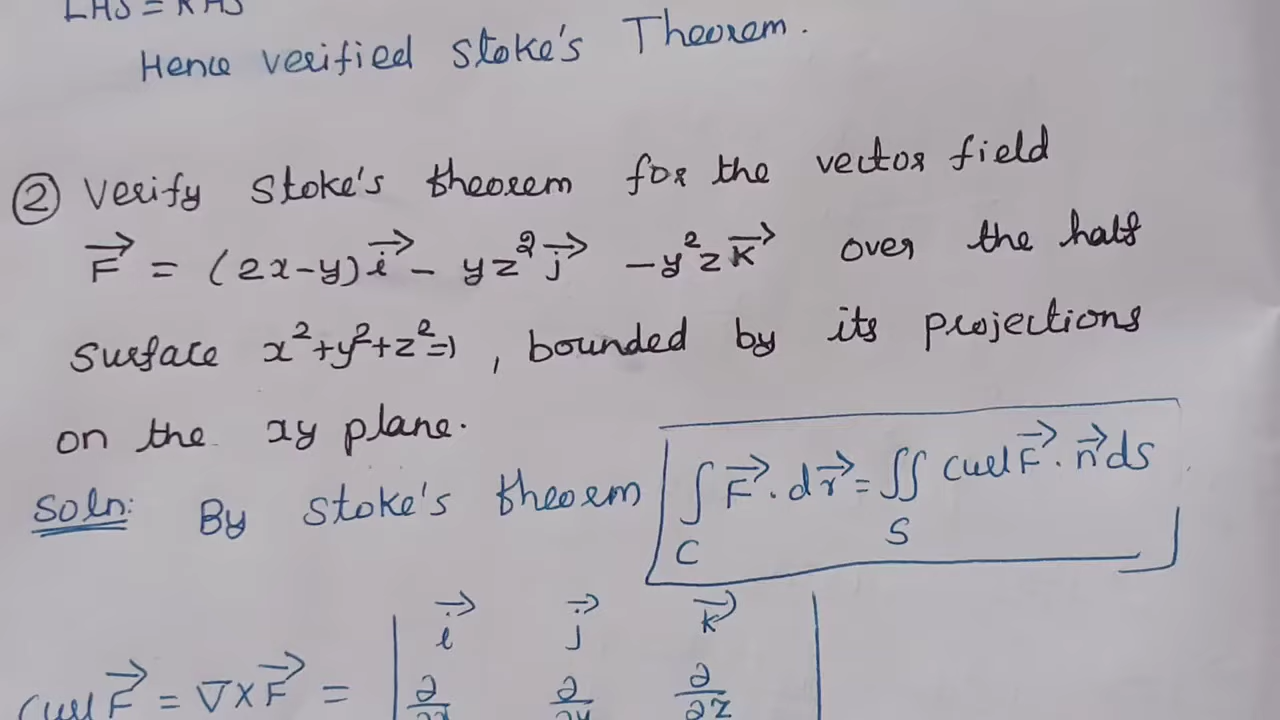 LHS = RHS
Hence verified Stoke's Theorem.
② Verify Stoke's theorem for the vector field
F⃗ = (2x-y)i⃗ - yz² j⃗ - y²z k⃗ over the half
surface x²+y²+z²=1, bounded by its projections
on the xy plane.
Soln: By Stoke's theorem ∫ F⃗ . dr⃗ = ∬ curl F⃗ . n⃗ ds
C S
i⃗ j⃗ k⃗
curl F⃗ = ∇ × F⃗ = | ∂/∂x ∂/∂y ∂/∂z |